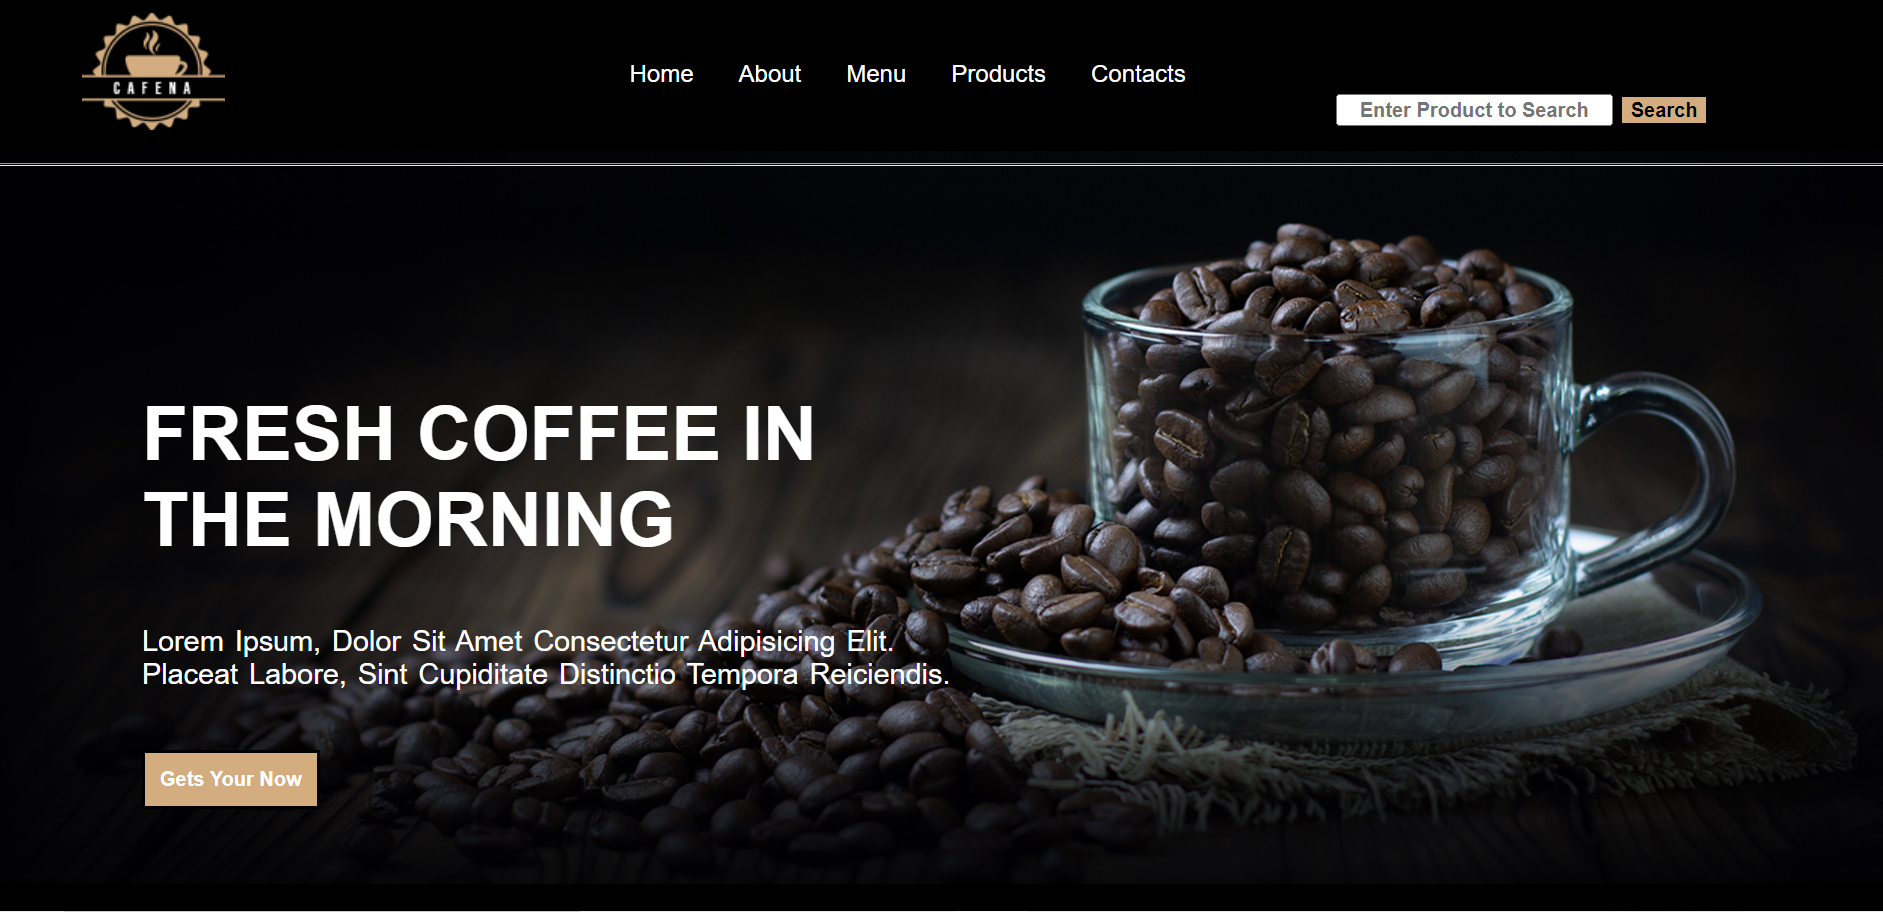 CAFENA
Home About Menu Products Contacts
Enter Product to Search Search
FRESH COFFEE IN
THE MORNING
Lorem Ipsum, Dolor Sit Amet Consectetur Adipisicing Elit.
Placeat Labore, Sint Cupiditate Distinctio Tempora Reiciendis.
Gets Your Now